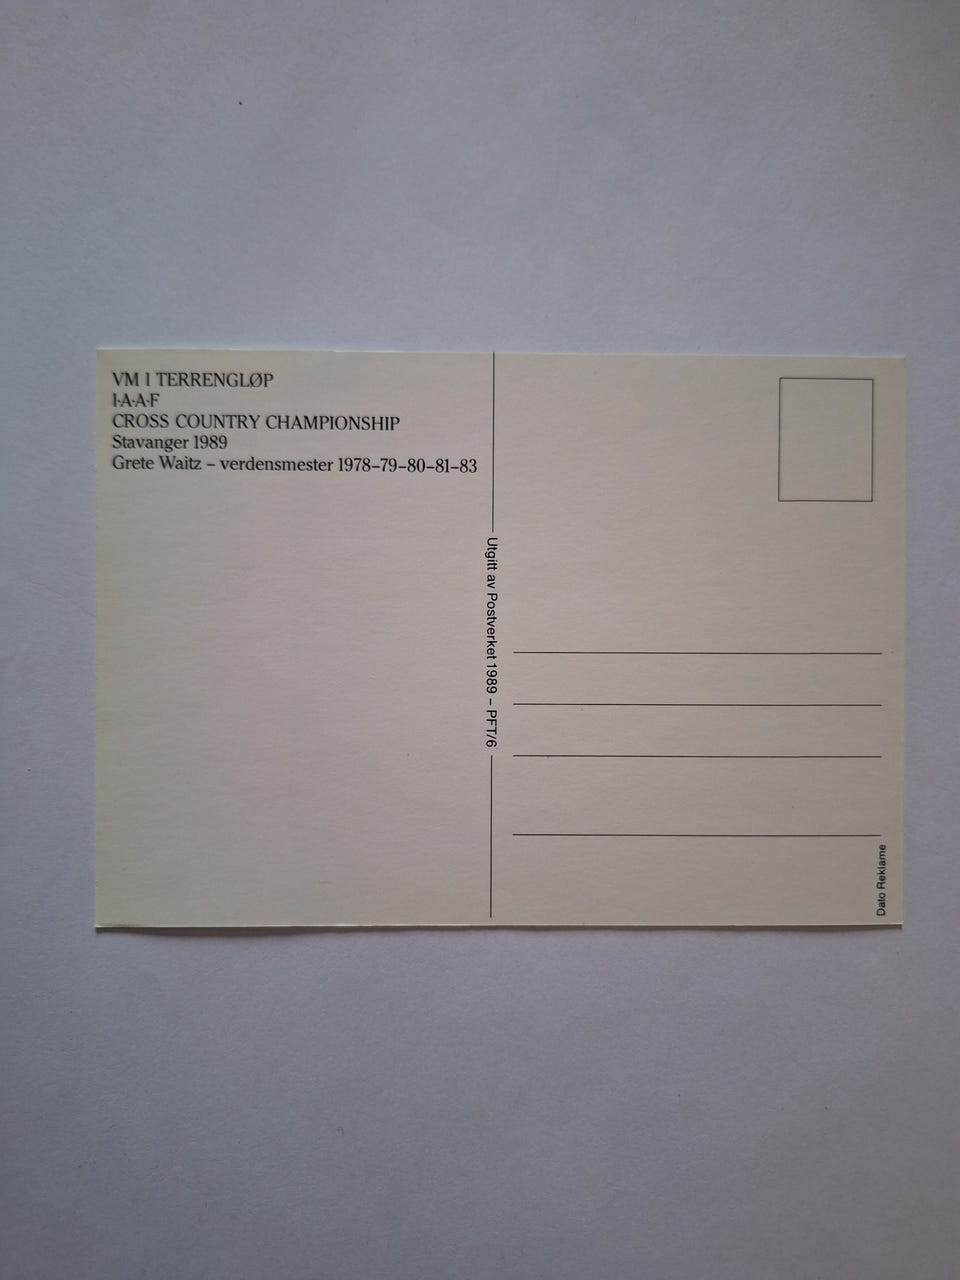 VM I TERRENGLØP
I·A·A·F
CROSS COUNTRY CHAMPIONSHIP
Stavanger 1989
Grete Waitz – verdensmester 1978–79–80–81–83
Utgitt av Postverket 1989 – PFT/6
Dato Reklame